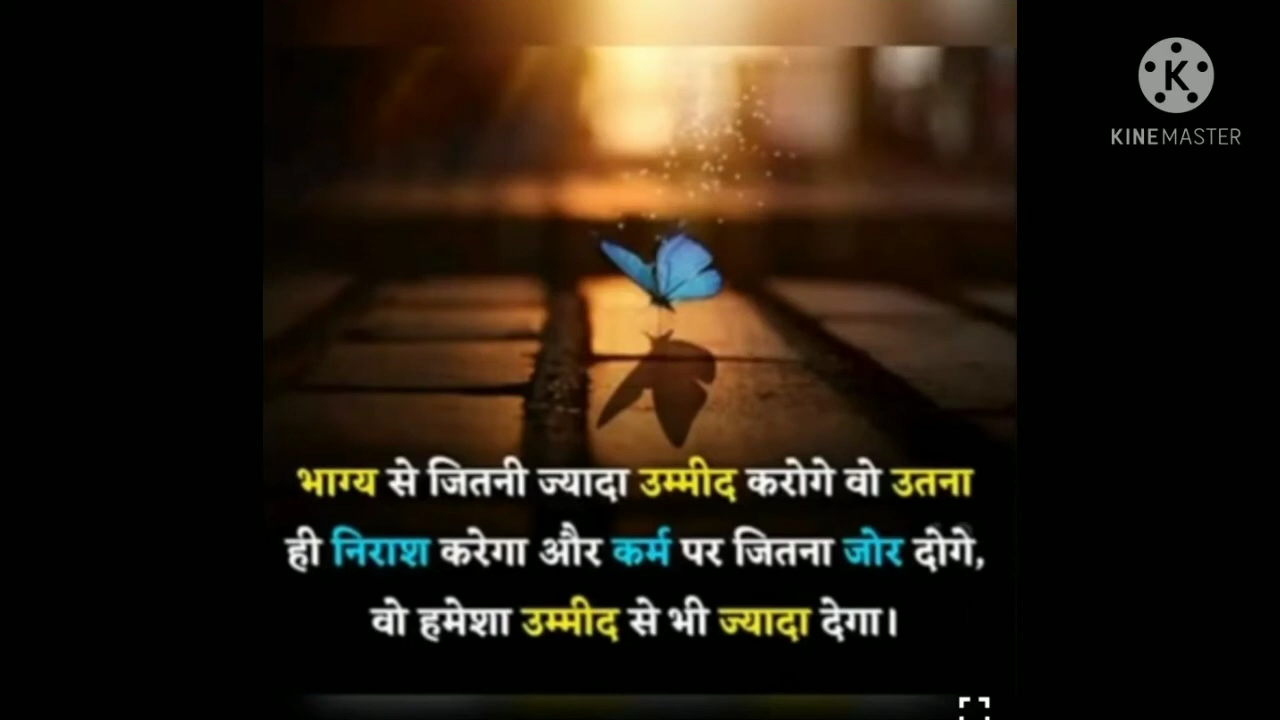 KINEMASTER
भाग्य से जितनी ज्यादा उम्मीद करोगे वो उतना
ही निराश करेगा और कर्म पर जितना जोर दोगे,
वो हमेशा उम्मीद से भी ज्यादा देगा।